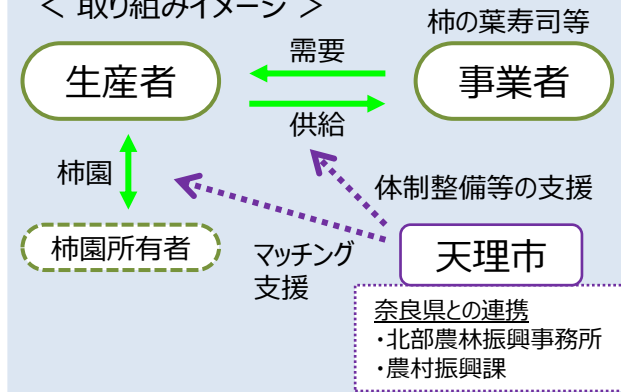 < 取り組みイメージ >
柿の葉寿司等
生産者
需要
事業者
供給
柿園
体制整備等の支援
柿園所有者
マッチング
支援
天理市
奈良県との連携
・北部農林振興事務所
・農村振興課